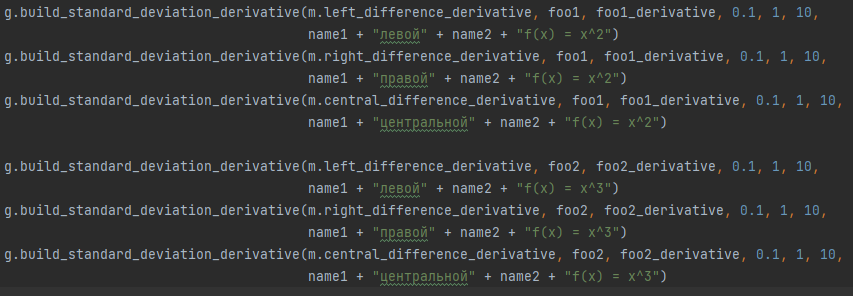 g.build_standard_deviation_derivative(m.left_difference_derivative, foo1, foo1_derivative, 0.1, 1, 10,
name1 + "левой" + name2 + "f(x) = x^2")
g.build_standard_deviation_derivative(m.right_difference_derivative, foo1, foo1_derivative, 0.1, 1, 10,
name1 + "правой" + name2 + "f(x) = x^2")
g.build_standard_deviation_derivative(m.central_difference_derivative, foo1, foo1_derivative, 0.1, 1, 10,
name1 + "центральной" + name2 + "f(x) = x^2")
g.build_standard_deviation_derivative(m.left_difference_derivative, foo2, foo2_derivative, 0.1, 1, 10,
name1 + "левой" + name2 + "f(x) = x^3")
g.build_standard_deviation_derivative(m.right_difference_derivative, foo2, foo2_derivative, 0.1, 1, 10,
name1 + "правой" + name2 + "f(x) = x^3")
g.build_standard_deviation_derivative(m.central_difference_derivative, foo2, foo2_derivative, 0.1, 1, 10,
name1 + "центральной" + name2 + "f(x) = x^3")